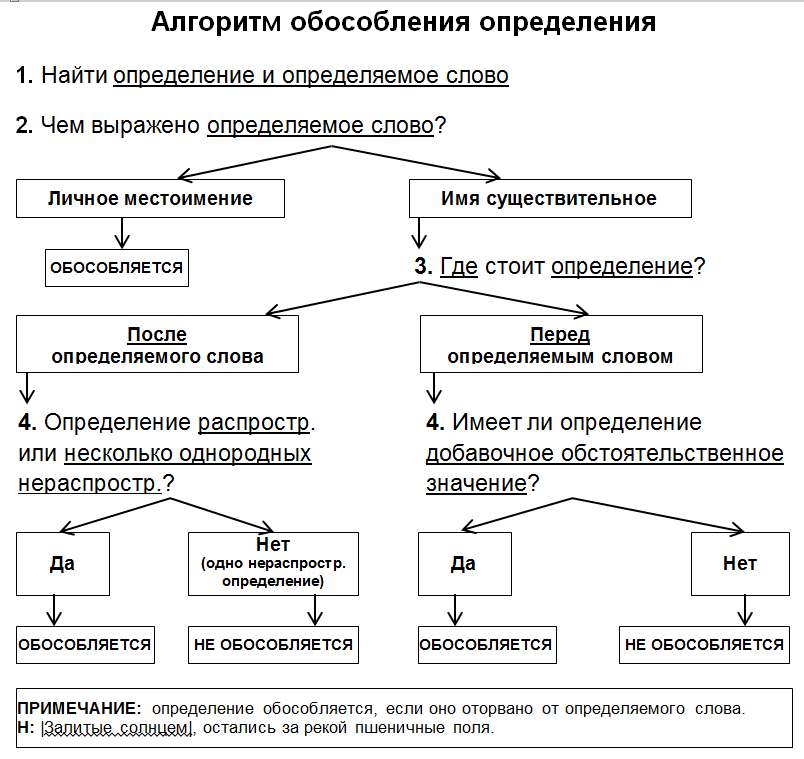 Алгоритм обособления определения
1. Найти определение и определяемое слово
2. Чем выражено определяемое слово?
Личное местоимение
Имя существительное
ОБОСОБЛЯЕТСЯ
3. Где стоит определение?
После
определяемого слова
Перед
определяемым словом
4. Определение распростр.
или несколько однородных
нераспростр.?
4. Имеет ли определение
добавочное обстоятельственное
значение?
Да
Нет
(одно нераспростр.
определение)
Да
Нет
ОБОСОБЛЯЕТСЯ
НЕ ОБОСОБЛЯЕТСЯ
ОБОСОБЛЯЕТСЯ
НЕ ОБОСОБЛЯЕТСЯ
ПРИМЕЧАНИЕ: определение обособляется, если оно оторвано от определяемого слова.
Н: |Залитые солнцем|, остались за рекой пшеничные поля.